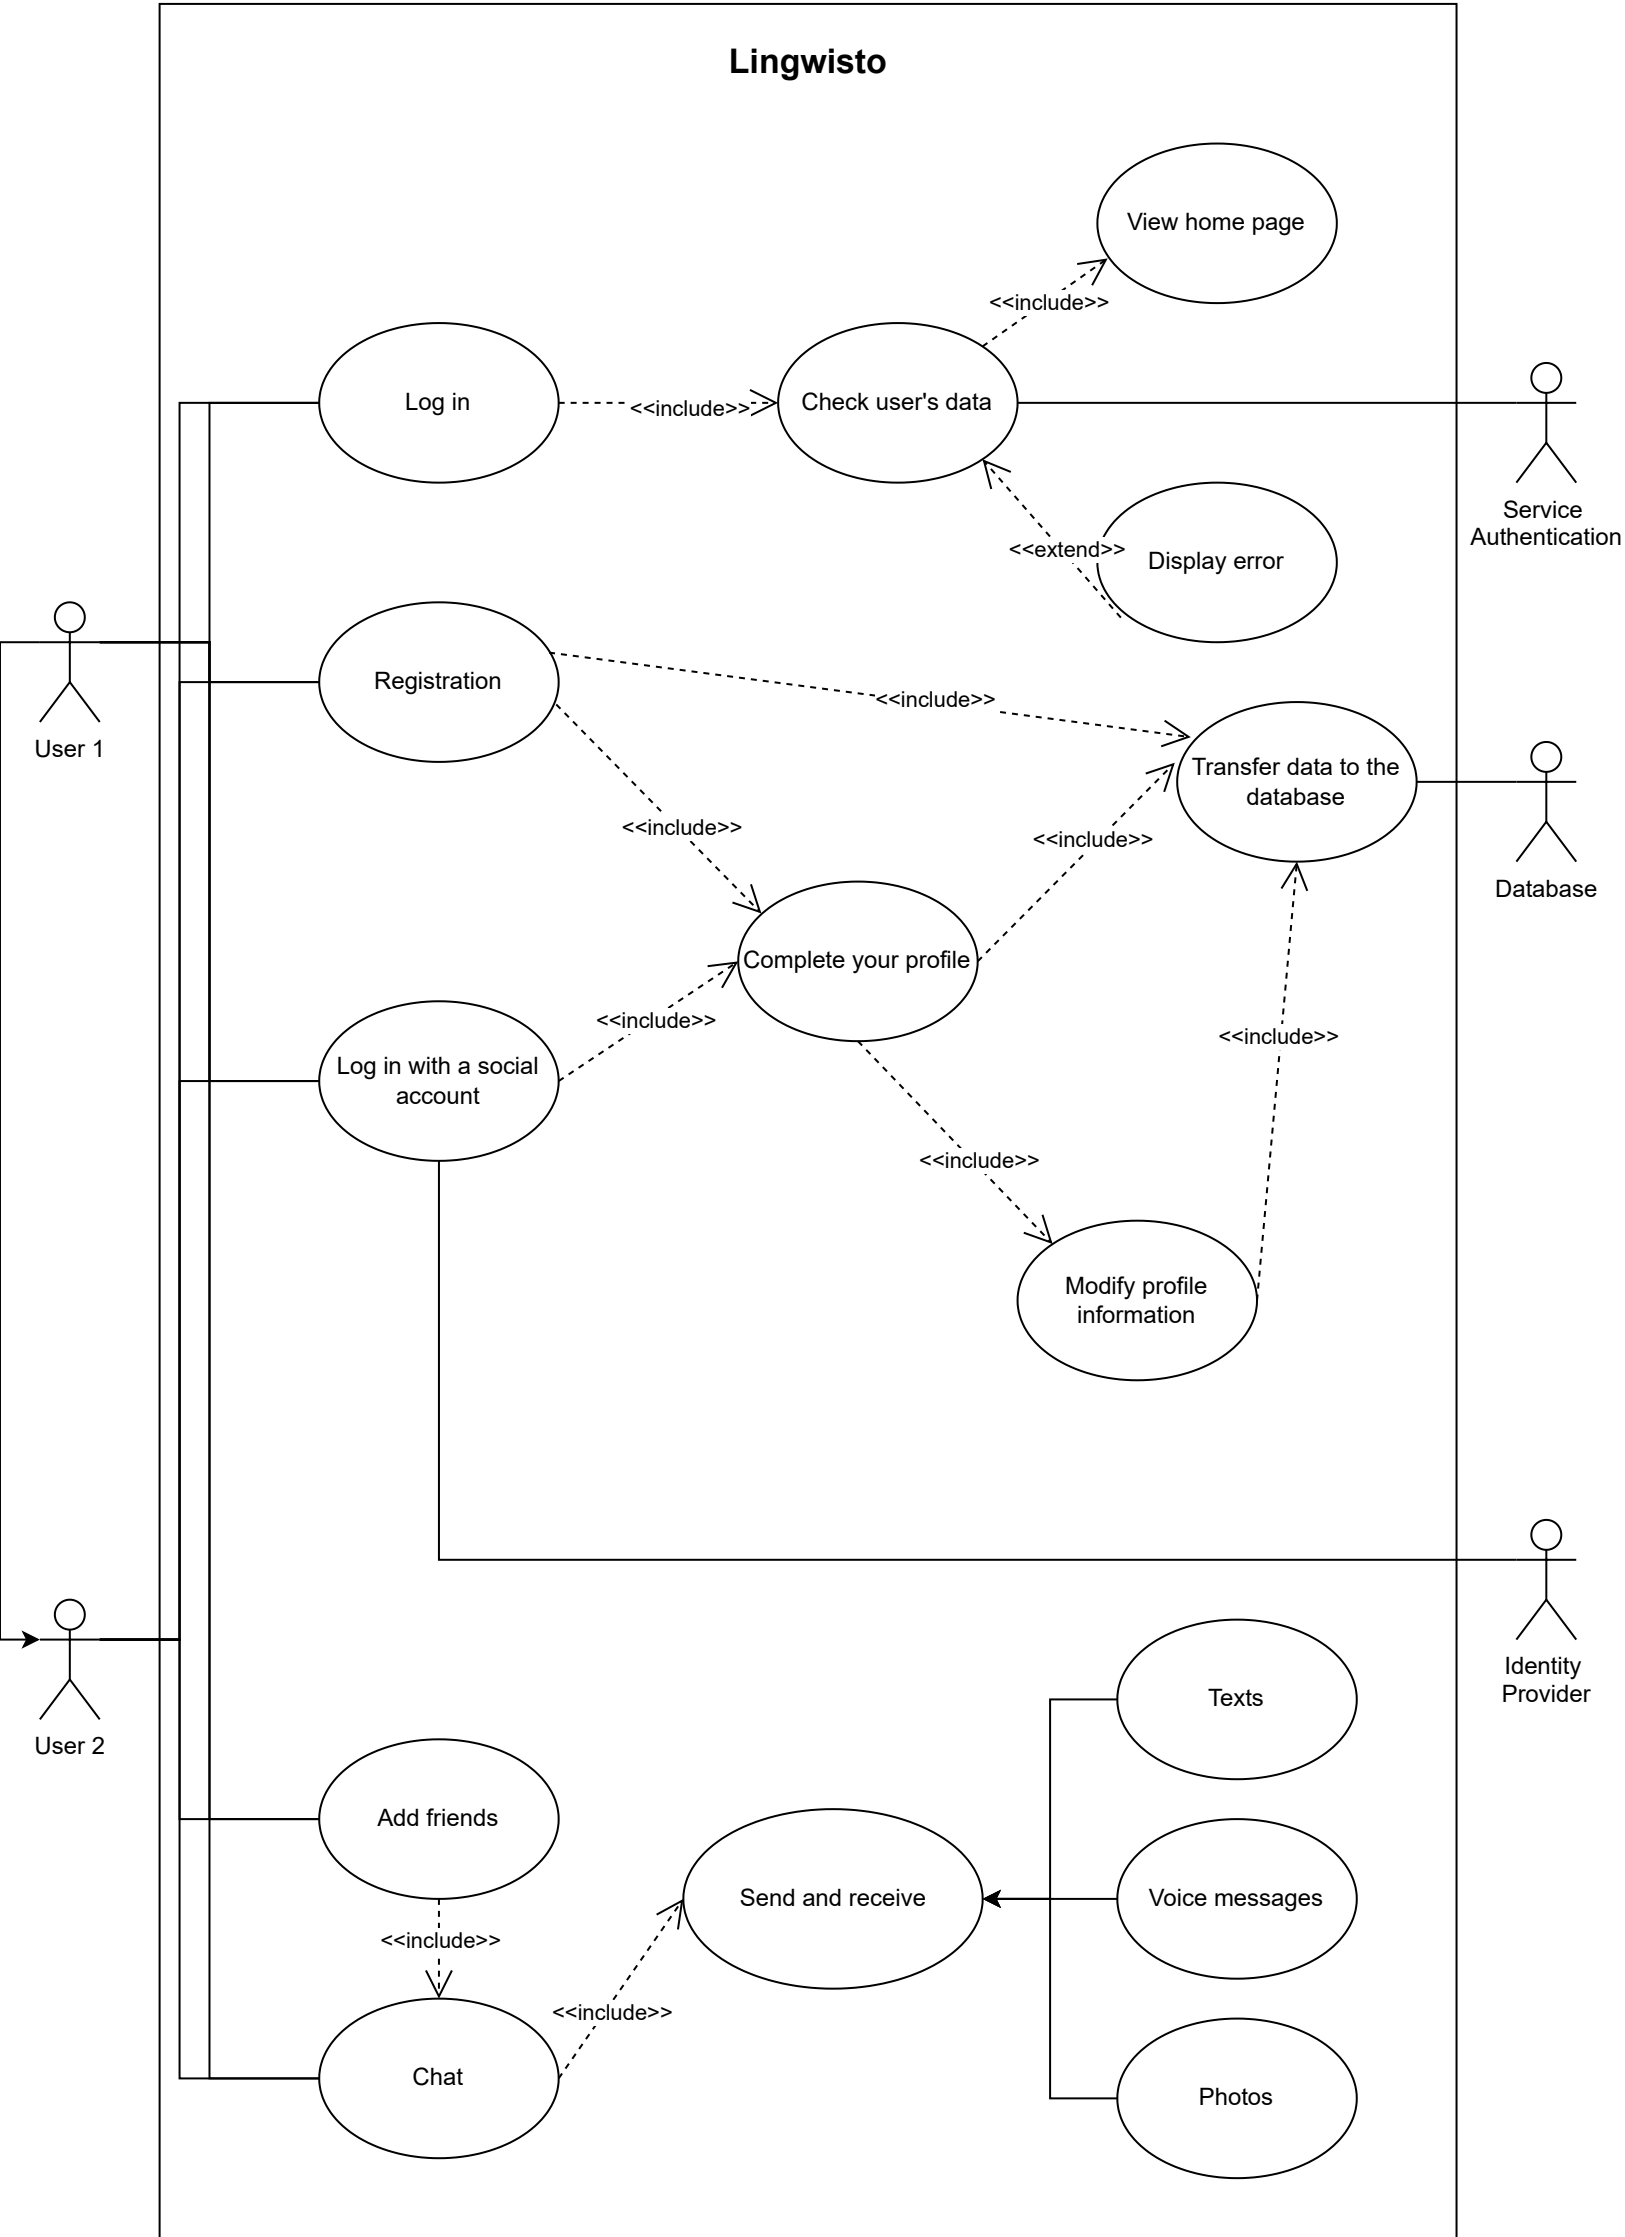 Lingwisto
View home page
<<include>>
Log in
<<include>>
Check user's data
Service
Authentication
<<extend>>
Display error
User 1
Registration
<<include>>
Transfer data to the
database
Database
<<include>>
<<include>>
Complete your profile
<<include>>
<<include>>
Log in with a social
account
<<include>>
Modify profile
information
Identity
Provider
User 2
Texts
Add friends
Send and receive
Voice messages
<<include>>
<<include>>
Chat
Photos